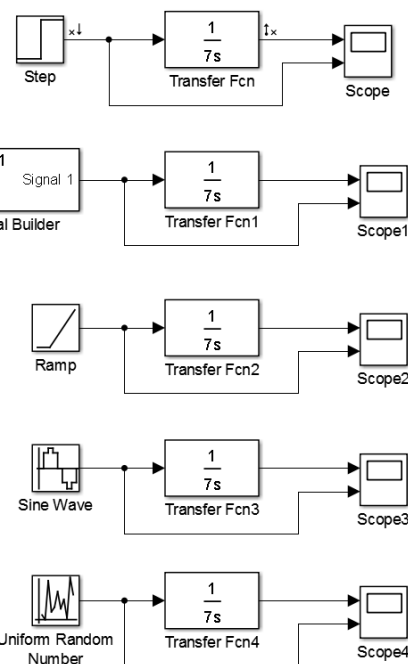 1
7s
Step
Transfer Fcn
Scope
1
Signal 1
1
7s
al Builder
Transfer Fcn1
Scope1
1
7s
Ramp
Transfer Fcn2
Scope2
1
7s
Sine Wave
Transfer Fcn3
Scope3
1
7s
Uniform Random
Number
Transfer Fcn4
Scope4